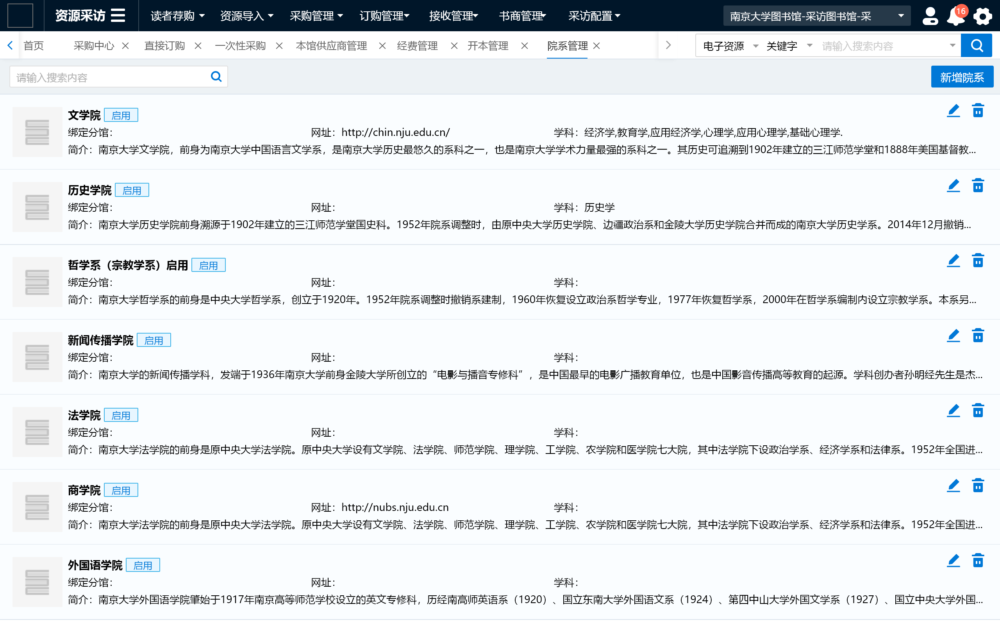 资源采访 读者荐购 资源导入 采购管理 订购管理 接收管理 书商管理 采访配置 南京大学图书馆-采访图书馆-采 16
首页 采购中心 直接订购 一次性采购 本馆供应商管理 经费管理 开本管理 院系管理 电子资源 关键字 请输入搜索内容
请输入搜索内容 新增院系
文学院 启用
绑定分馆： 网址：http://chin.nju.edu.cn/ 学科：经济学,教育学,应用经济学,心理学,应用心理学,基础心理学.
简介：南京大学文学院，前身为南京大学中国语言文学系，是南京大学历史最悠久的系科之一，也是南京大学学术力量最强的系科之一。其历史可追溯到1902年建立的三江师范学堂和1888年美国基督教...
历史学院 启用
绑定分馆： 网址： 学科：历史学
简介：南京大学历史学院前身溯源于1902年建立的三江师范学堂国史科。1952年院系调整时，由原中央大学历史学院、边疆政治系和金陵大学历史学院合并而成的南京大学历史学系。2014年12月撤销...
哲学系（宗教学系）启用 启用
绑定分馆： 网址： 学科：
简介：南京大学哲学系的前身是中央大学哲学系，创立于1920年。1952年院系调整时撤销系建制，1960年恢复设立政治系哲学专业，1977年恢复哲学系，2000年在哲学系编制内设立宗教学系。本系另...
新闻传播学院 启用
绑定分馆： 网址： 学科：
简介：南京大学的新闻传播学科，发端于1936年南京大学前身金陵大学所创立的“电影与播音专修科”，是中国最早的电影广播教育单位，也是中国影音传播高等教育的起源。学科创办者孙明经先生是杰...
法学院 启用
绑定分馆： 网址： 学科：
简介：南京大学法学院的前身是原中央大学法学院。原中央大学设有文学院、法学院、师范学院、理学院、工学院、农学院和医学院七大院，其中法学院下设政治学系、经济学系和法律系。1952年全国进...
商学院 启用
绑定分馆： 网址：http://nubs.nju.edu.cn 学科：
简介：南京大学法学院的前身是原中央大学法学院。原中央大学设有文学院、法学院、师范学院、理学院、工学院、农学院和医学院七大院，其中法学院下设政治学系、经济学系和法律系。1952年全国进...
外国语学院 启用
绑定分馆： 网址： 学科：
简介：南京大学外国语学院肇始于1917年南京高等师范学校设立的英文专修科，历经南高师英语系（1920）、国立东南大学外国语文系（1924）、第四中山大学外国文学系（1927）、国立中央大学外国...